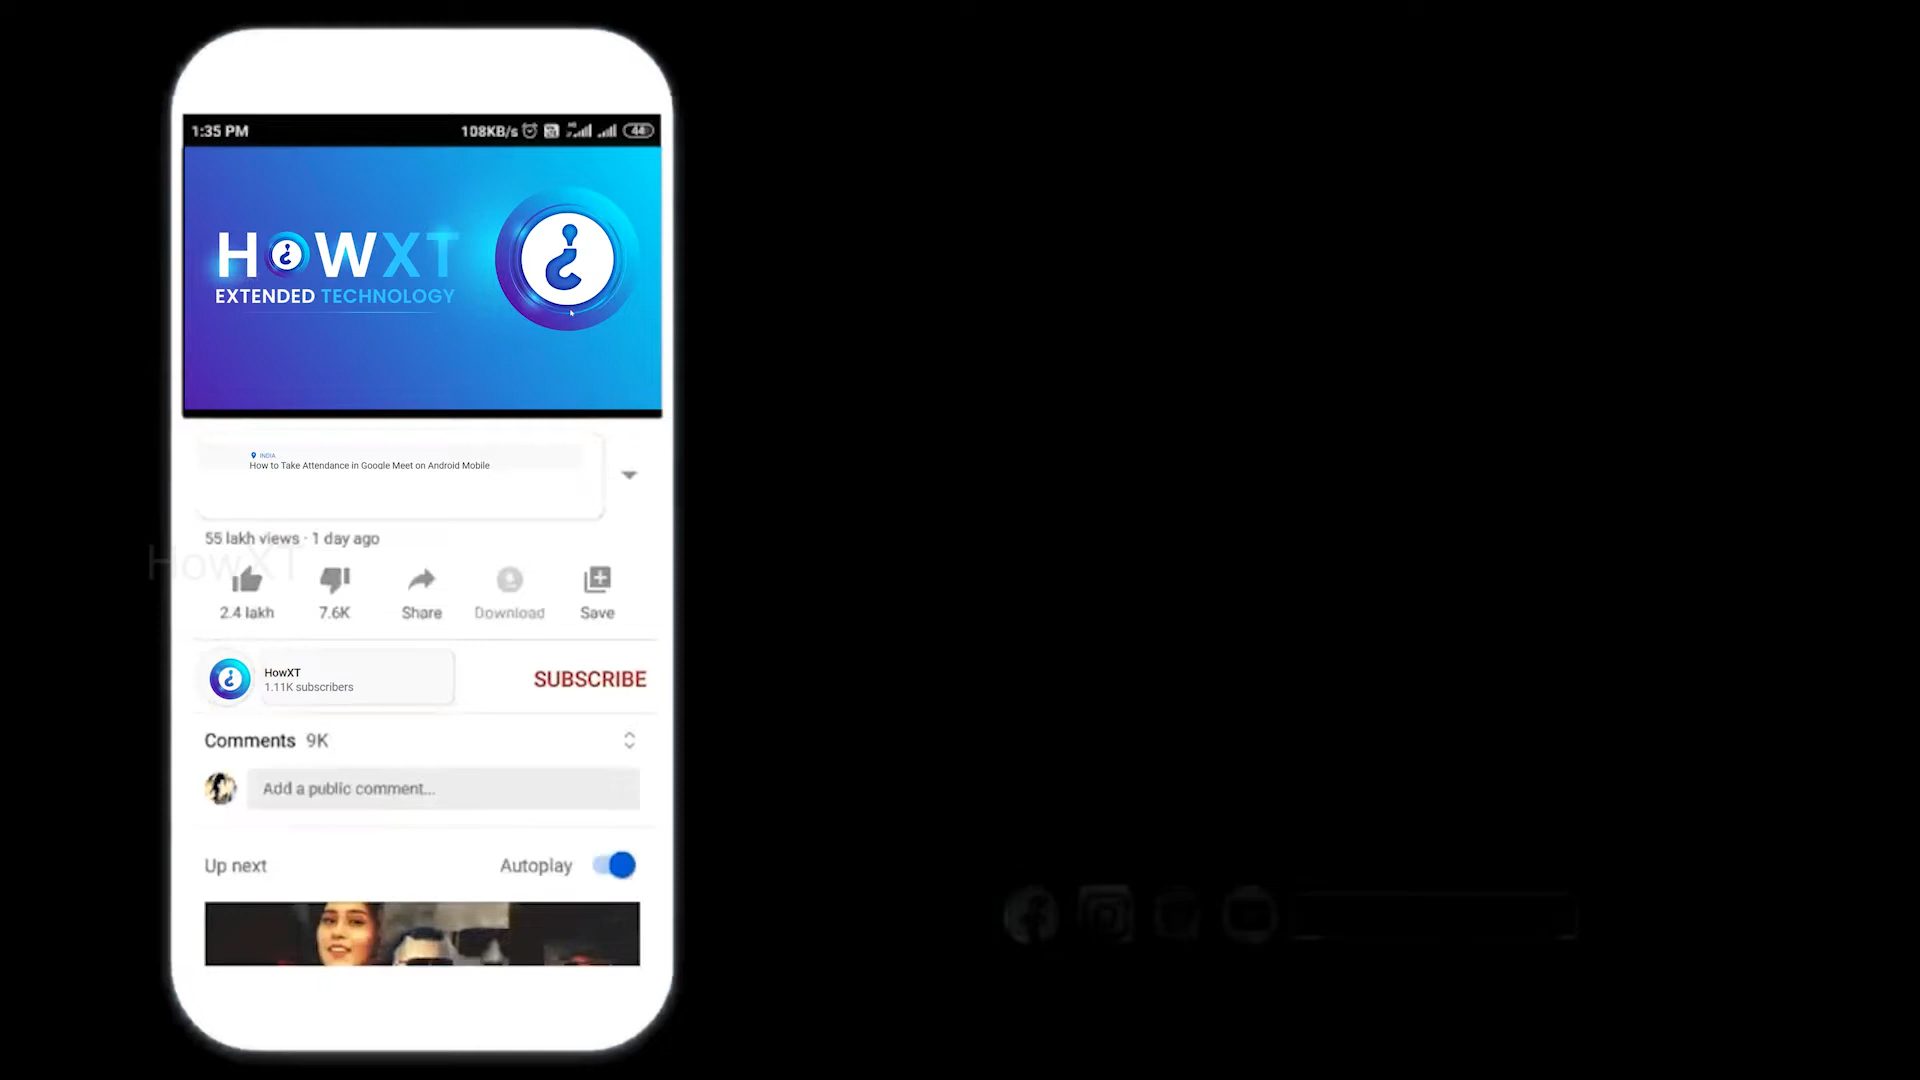 1:35 PM 108KB/s 44
HOWXT
EXTENDED TECHNOLOGY
INDIA
How to Take Attendance in Google Meet on Android Mobile
55 lakh views · 1 day ago
HowXT
2.4 lakh 7.6K Share Download Save
HowXT
1.11K subscribers
SUBSCRIBE
Comments 9K
Add a public comment...
Up next Autoplay